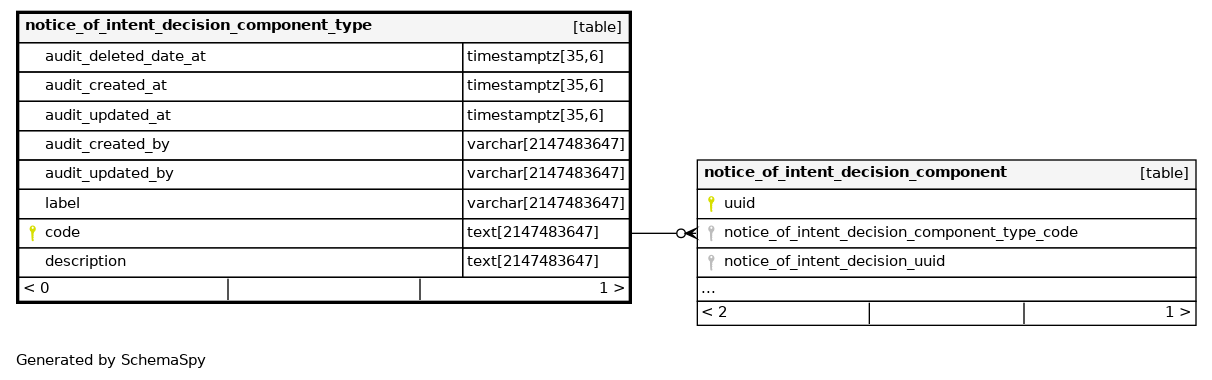 notice_of_intent_decision_component_type [table]
audit_deleted_date_at timestamptz[35,6]
audit_created_at timestamptz[35,6]
audit_updated_at timestamptz[35,6]
audit_created_by varchar[2147483647]
audit_updated_by varchar[2147483647]
label varchar[2147483647]
code text[2147483647]
description text[2147483647]
< 0 1 >
notice_of_intent_decision_component [table]
uuid
notice_of_intent_decision_component_type_code
notice_of_intent_decision_uuid
...
< 2 1 >
Generated by SchemaSpy